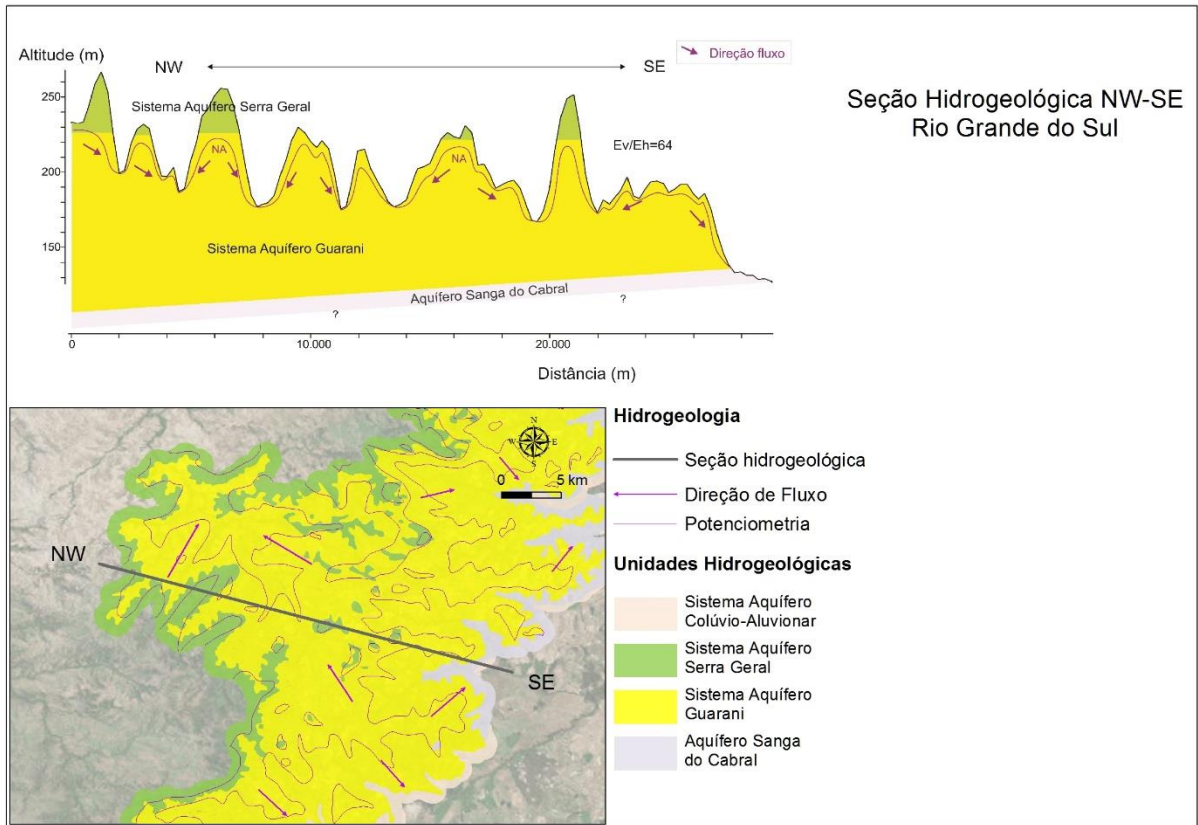 Altitude (m)
NW
SE
Direção fluxo
Seção Hidrogeológica NW-SE
Rio Grande do Sul
250
Sistema Aquífero Serra Geral
Ev/Eh=64
NA
NA
200
Sistema Aquífero Guarani
150
Aquífero Sanga do Cabral
?
?
0
10.000
20.000
Distância (m)
N
W
E
S
0
5 km
NW
SE
Hidrogeologia
Seção hidrogeológica
Direção de Fluxo
Potenciometria
Unidades Hidrogeológicas
Sistema Aquífero
Colúvio-Aluvionar
Sistema Aquífero
Serra Geral
Sistema Aquífero
Guarani
Aquífero Sanga
do Cabral